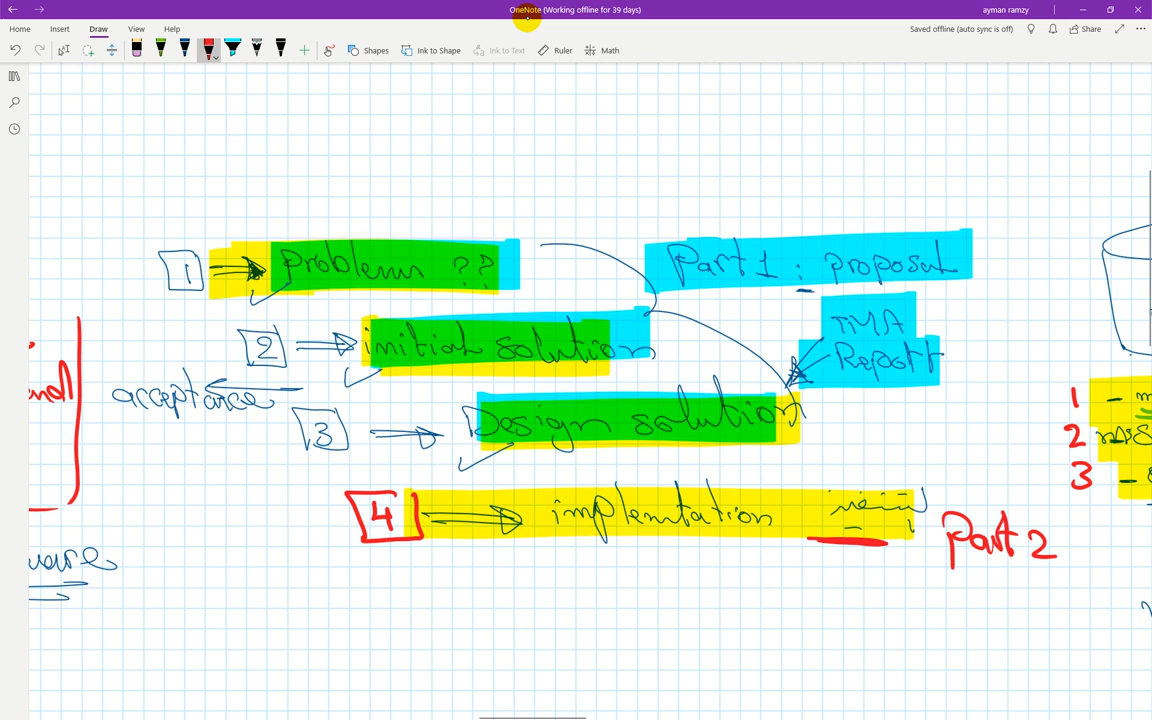 OneNote (Working offline for 39 days)
ayman ramzy
Home Insert Draw View Help
Saved offline (auto sync is off) Share
Shapes Ink to Shape Ink to Text Ruler Math
1 problems ??
Part 1 : proposal
2 initial solution
TMA
Report
acceptance
3 Design solution
1
2
3
4 implentation تنفيذ
Part 2